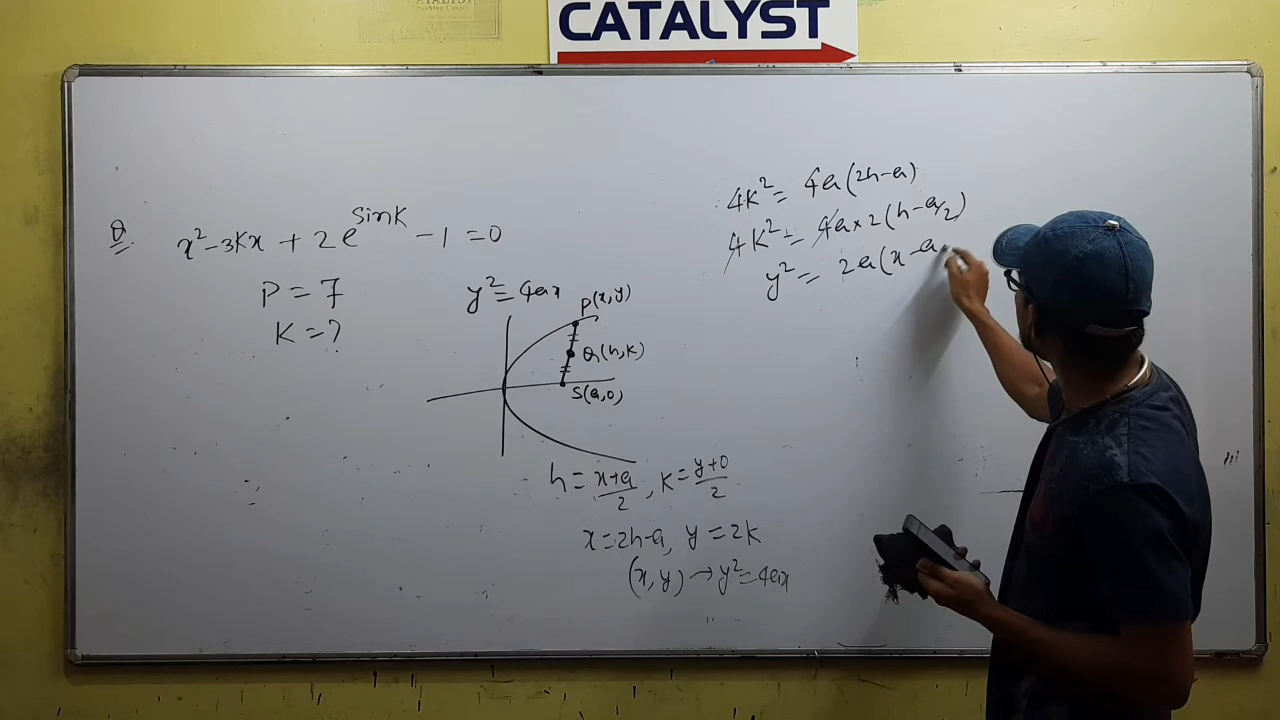 CATALYST
CATALYST
Q. x² - 3Kx + 2e^sinK - 1 = 0
P = 7
K = ?
y² = 4ax
P(x,y)
Q(h,K)
S(a,0)
h = x+a/2, K = y+0/2
x = 2h-a, y = 2K
(x,y) → y² = 4ax
4K² = 4a(2h-a)
4K² = 4a×2(h-a/2)
y² = 2a(x-a